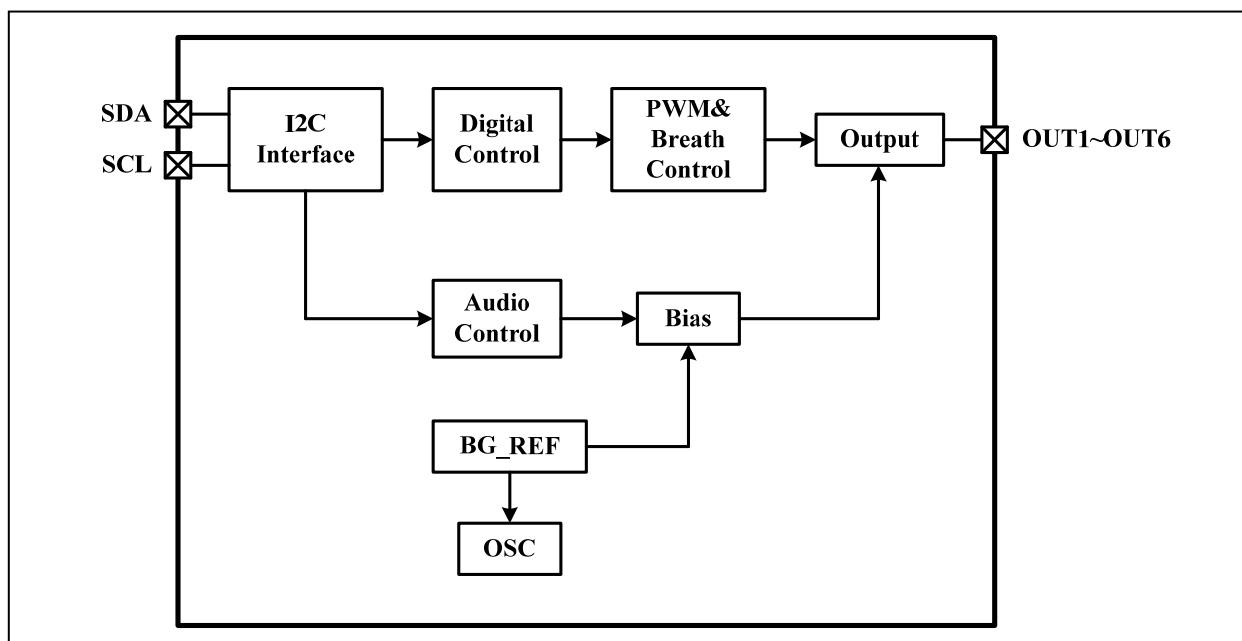 SDA
SCL
I2C
Interface
Digital
Control
PWM&
Breath
Control
Output
OUT1~OUT6
Audio
Control
Bias
BG_REF
OSC